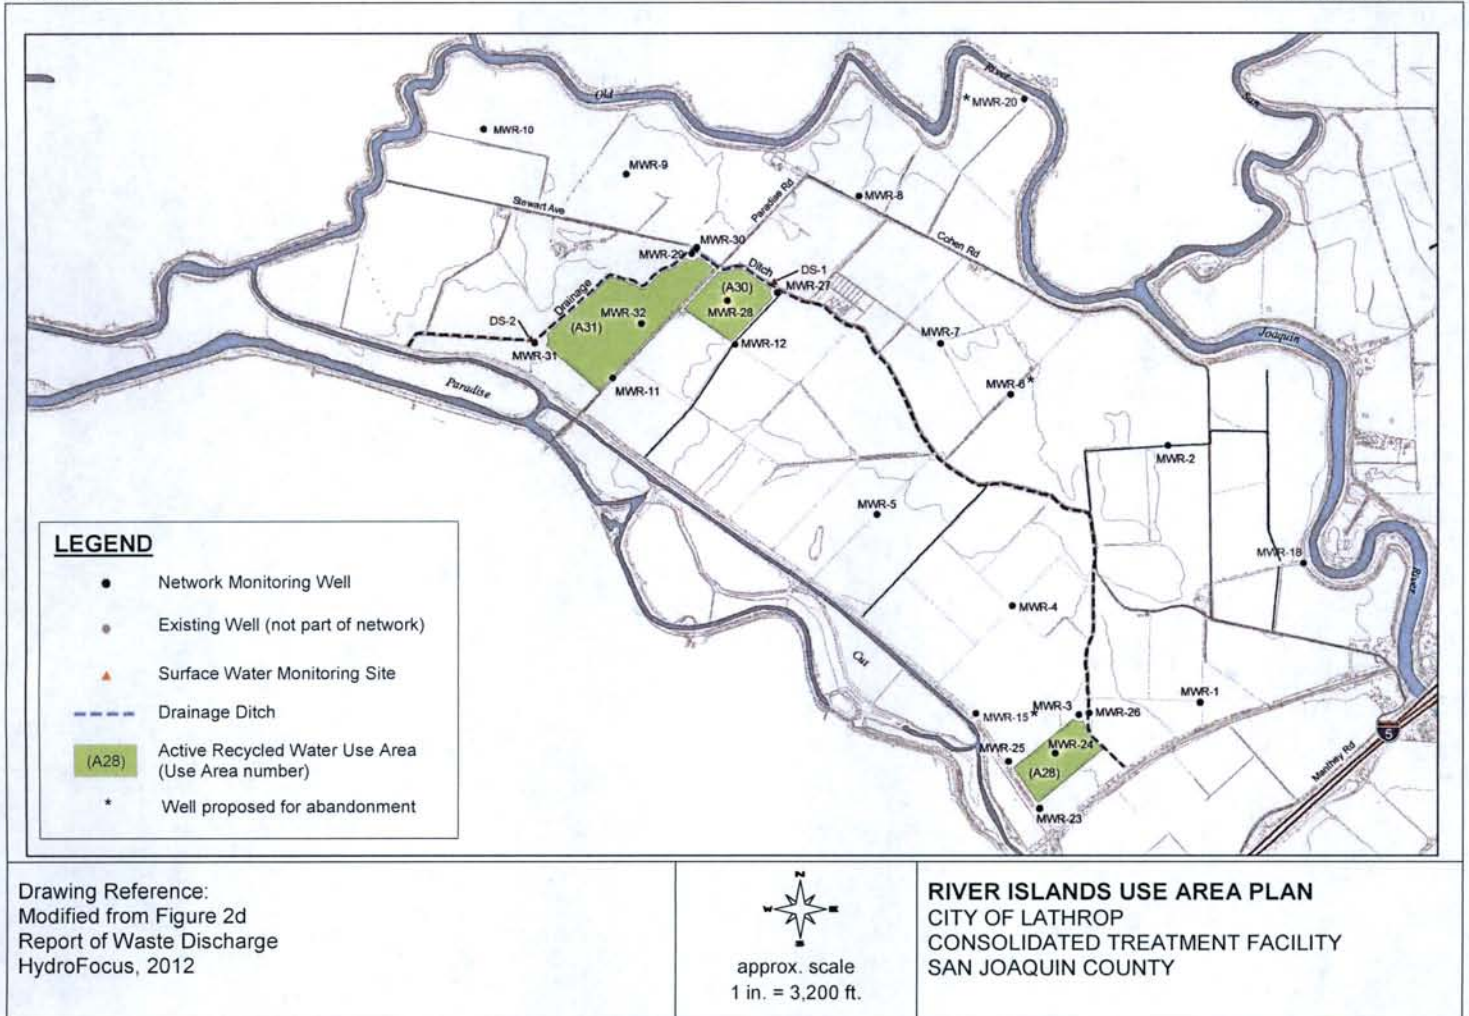 Old
River
San
* MWR-20
MWR-10
MWR-9
MWR-8
Paradise Rd
Stewart Ave
Cohen Rd
MWR-30
MWR-29
Ditch
DS-1
MWR-27
(A30)
MWR-28
Drainage
MWR-32
(A31)
DS-2
MWR-31
MWR-12
MWR-7
Joaquin
MWR-11
Paradise
MWR-6 *
MWR-2
MWR-5
MWR-18
River
MWR-4
Cut
MWR-1
MWR-15 *
MWR-3
MWR-26
MWR-25
MWR-24
(A28)
MWR-23
5
Manthey Rd
LEGEND
Network Monitoring Well
Existing Well (not part of network)
Surface Water Monitoring Site
Drainage Ditch
(A28)
Active Recycled Water Use Area
(Use Area number)
* Well proposed for abandonment
Drawing Reference:
Modified from Figure 2d
Report of Waste Discharge
HydroFocus, 2012
N
W
E
S
approx. scale
1 in. = 3,200 ft.
RIVER ISLANDS USE AREA PLAN
CITY OF LATHROP
CONSOLIDATED TREATMENT FACILITY
SAN JOAQUIN COUNTY